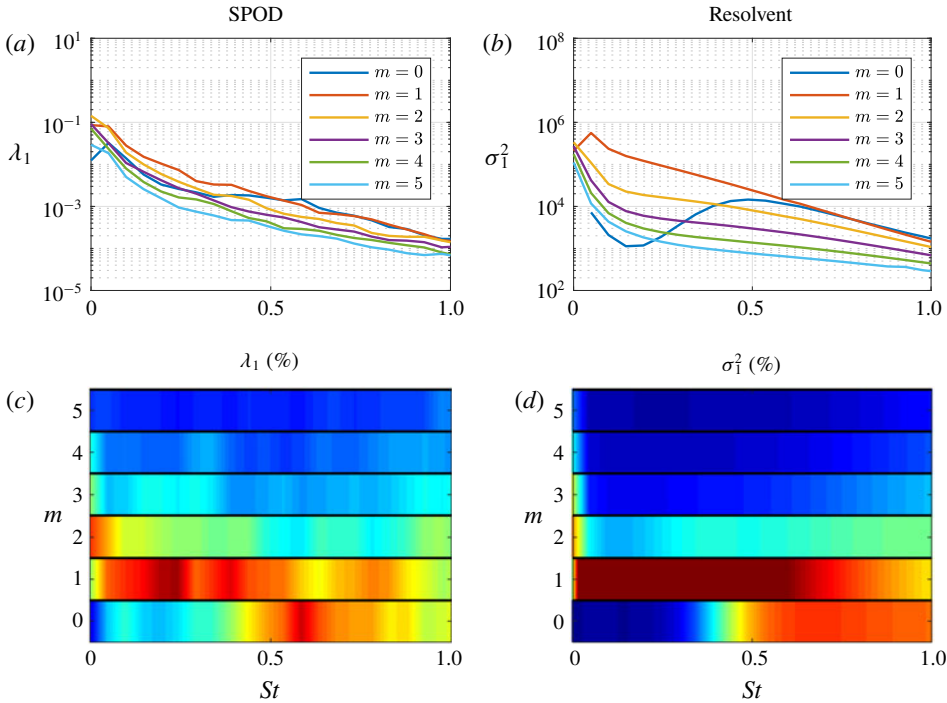 SPOD
Resolvent
(a)
10^1
10^-1
λ1
10^-3
10^-5
0
0.5
1.0
m = 0
m = 1
m = 2
m = 3
m = 4
m = 5
(b)
10^8
10^6
σ1^2
10^4
10^2
0
0.5
1.0
m = 0
m = 1
m = 2
m = 3
m = 4
m = 5
λ1 (%)
(c)
5
4
3
m
2
1
0
0
0.5
1.0
St
σ1^2 (%)
(d)
5
4
3
m
2
1
0
0
0.5
1.0
St